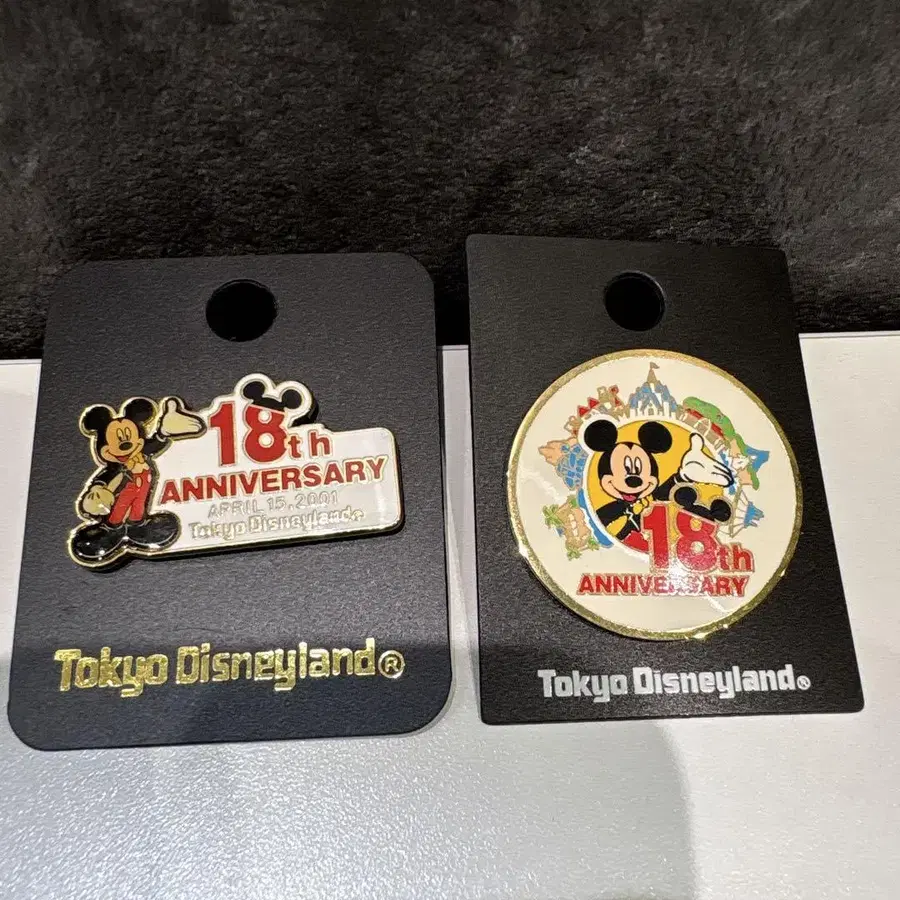 18th
ANNIVERSARY
APRIL 15, 2001
Tokyo Disneyland®
Tokyo Disneyland®
18th
ANNIVERSARY
Tokyo Disneyland®